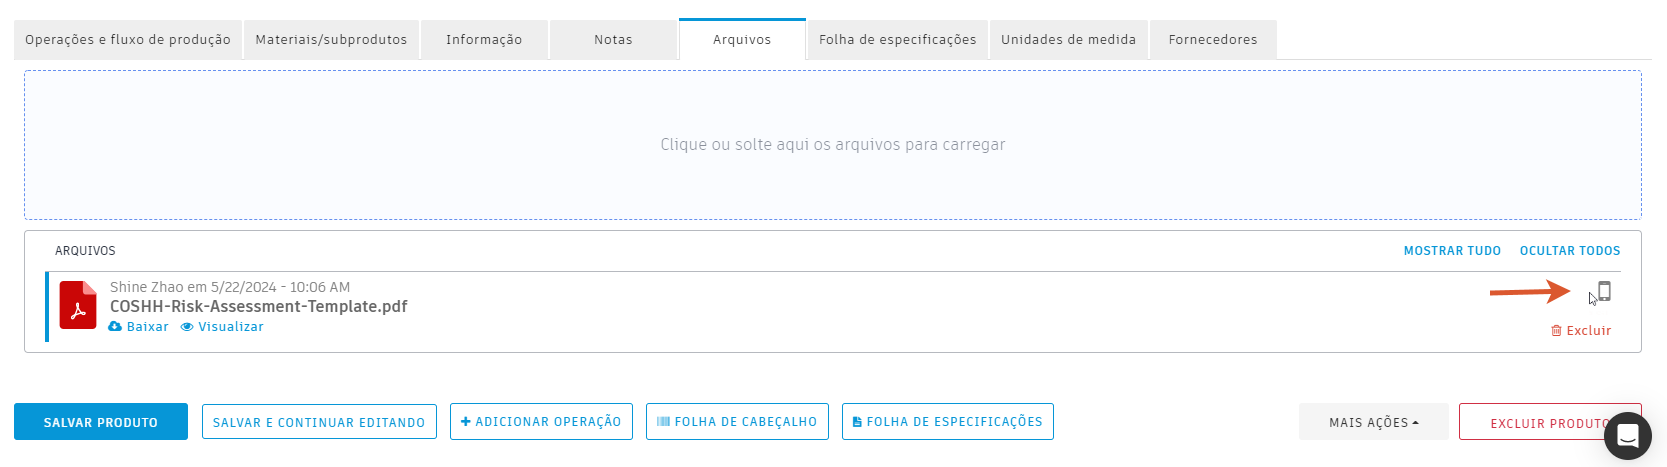 Operações e fluxo de produção Materiais/subprodutos Informação Notas Arquivos Folha de especificações Unidades de medida Fornecedores
Clique ou solte aqui os arquivos para carregar
ARQUIVOS MOSTRAR TUDO OCULTAR TODOS
Shine Zhao em 5/22/2024 - 10:06 AM
COSHH-Risk-Assessment-Template.pdf
Baixar Visualizar
Excluir
SALVAR PRODUTO SALVAR E CONTINUAR EDITANDO ADICIONAR OPERAÇÃO FOLHA DE CABEÇALHO FOLHA DE ESPECIFICAÇÕES MAIS AÇÕES EXCLUIR PRODUTO